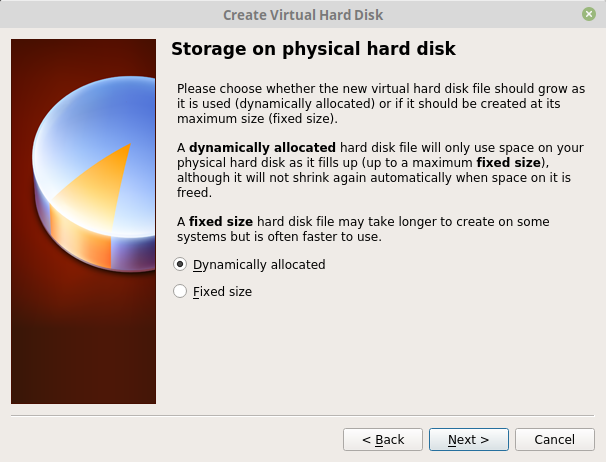 Create Virtual Hard Disk
Storage on physical hard disk
Please choose whether the new virtual hard disk file should grow as
it is used (dynamically allocated) or if it should be created at its
maximum size (fixed size).
A dynamically allocated hard disk file will only use space on your
physical hard disk as it fills up (up to a maximum fixed size),
although it will not shrink again automatically when space on it is
freed.
A fixed size hard disk file may take longer to create on some
systems but is often faster to use.
Dynamically allocated
Fixed size
< Back
Next >
Cancel